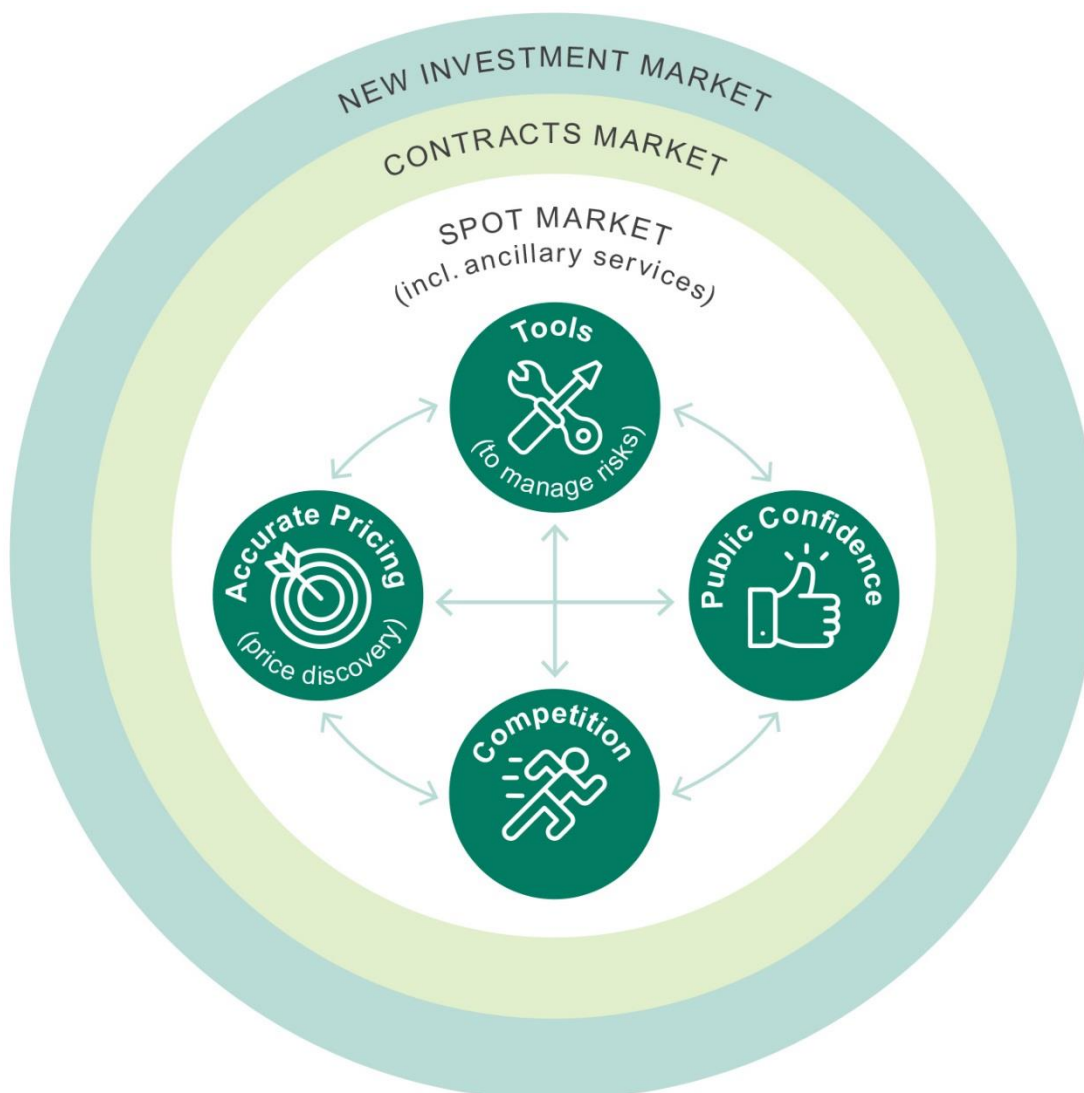 NEW INVESTMENT MARKET
CONTRACTS MARKET
SPOT MARKET
(incl. ancillary services)
Tools
(to manage risks)
Accurate Pricing
(price discovery)
Public Confidence
Competition